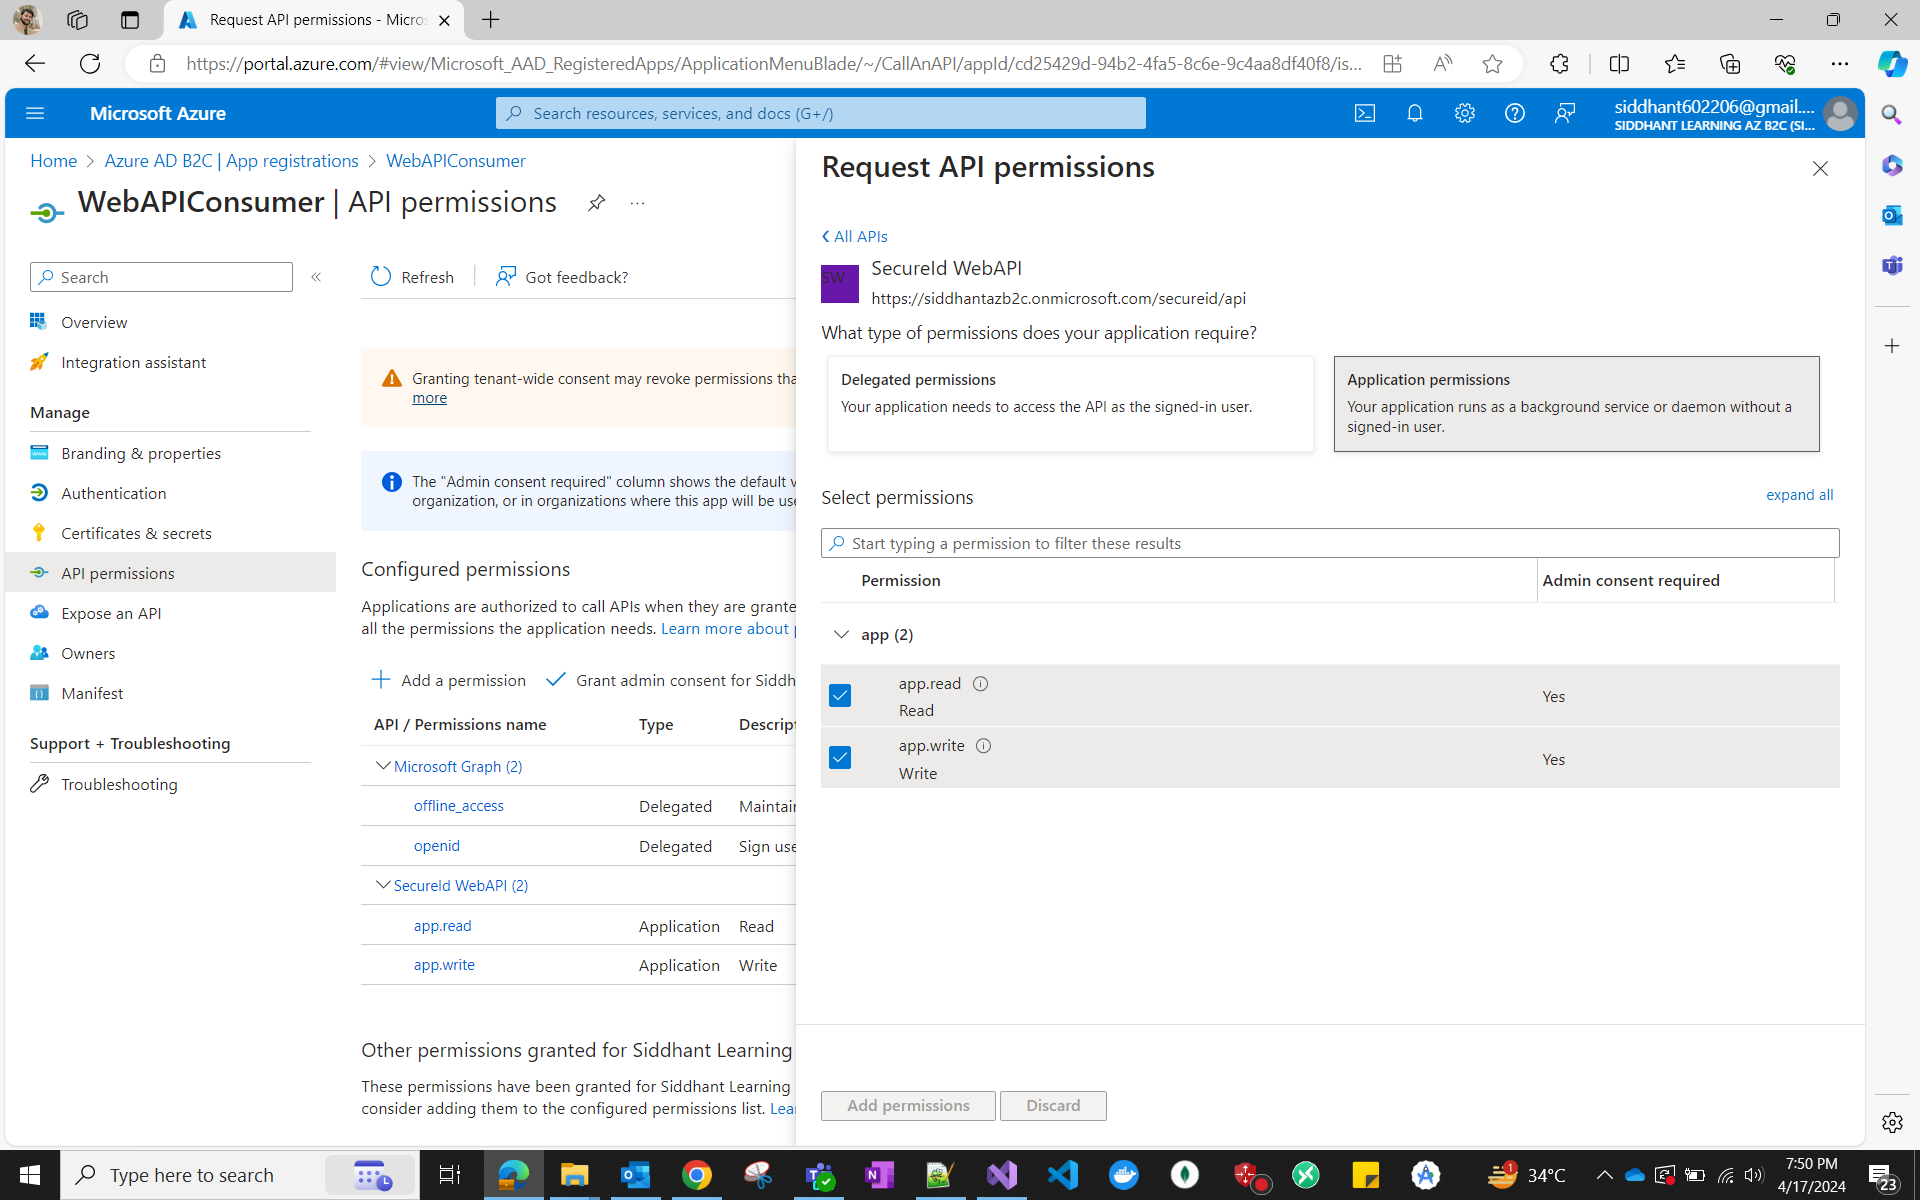 Request API permissions - Micros
https://portal.azure.com/#view/Microsoft_AAD_RegisteredApps/ApplicationMenuBlade/~/CallAnAPI/appId/cd25429d-94b2-4fa5-8c6e-9c4aa8df40f8/is...
Microsoft Azure
Search resources, services, and docs (G+/)
siddhant602206@gmail....
SIDDHANT LEARNING AZ B2C (SI...
Home > Azure AD B2C | App registrations > WebAPIConsumer
WebAPIConsumer | API permissions
...
Search
Overview
Integration assistant
Manage
Branding & properties
Authentication
Certificates & secrets
API permissions
Expose an API
Owners
Manifest
Support + Troubleshooting
Troubleshooting
Refresh
Got feedback?
Granting tenant-wide consent may revoke permissions tha
more
The "Admin consent required" column shows the default v
organization, or in organizations where this app will be use
Configured permissions
Applications are authorized to call APIs when they are grante
all the permissions the application needs. Learn more about p
Add a permission
Grant admin consent for Siddh
API / Permissions name Type Descript
Microsoft Graph (2)
offline_access Delegated Maintain
openid Delegated Sign use
SecureId WebAPI (2)
app.read Application Read
app.write Application Write
Other permissions granted for Siddhant Learning
These permissions have been granted for Siddhant Learning
consider adding them to the configured permissions list. Lea
Request API permissions
All APIs
SW
SecureId WebAPI
https://siddhantazb2c.onmicrosoft.com/secureid/api
What type of permissions does your application require?
Delegated permissions
Your application needs to access the API as the signed-in user.
Application permissions
Your application runs as a background service or daemon without a
signed-in user.
Select permissions
expand all
Start typing a permission to filter these results
Permission Admin consent required
app (2)
app.read
Read
Yes
app.write
Write
Yes
Add permissions
Discard
Type here to search
1
34°C
7:50 PM
4/17/2024
23